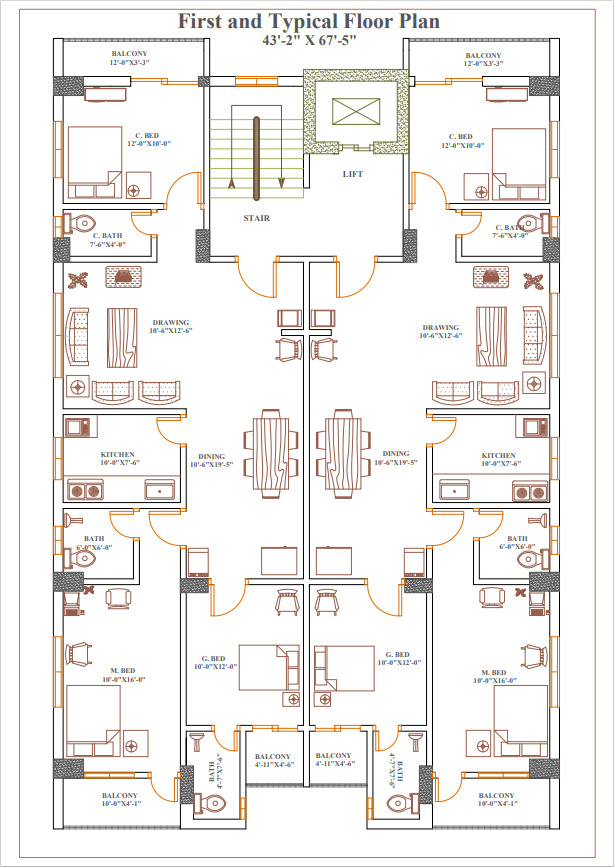 First and Typical Floor Plan
43'-2" X 67'-5"
BALCONY
12'-0"X3'-3"
BALCONY
12'-0"X3'-3"
C. BED
12'-0"X10'-0"
C. BED
12'-0"X10'-0"
LIFT
STAIR
C. BATH
7'-6"X4'-0"
C. BATH
7'-6"X4'-0"
DRAWING
10'-6"X12'-6"
DRAWING
10'-6"X12'-6"
KITCHEN
10'-0"X7'-6"
DINING
10'-6"X19'-5"
DINING
10'-6"X19'-5"
KITCHEN
10'-0"X7'-6"
BATH
6'-0"X6'-0"
BATH
6'-0"X6'-0"
G. BED
10'-0"X12'-0"
G. BED
10'-0"X12'-0"
M. BED
10'-0"X16'-0"
M. BED
10'-0"X16'-0"
BATH
4'-7"X7'-6"
BALCONY
4'-11"X4'-6"
BALCONY
4'-11"X4'-6"
BATH
4'-7"X7'-6"
BALCONY
10'-0"X4'-1"
BALCONY
10'-0"X4'-1"